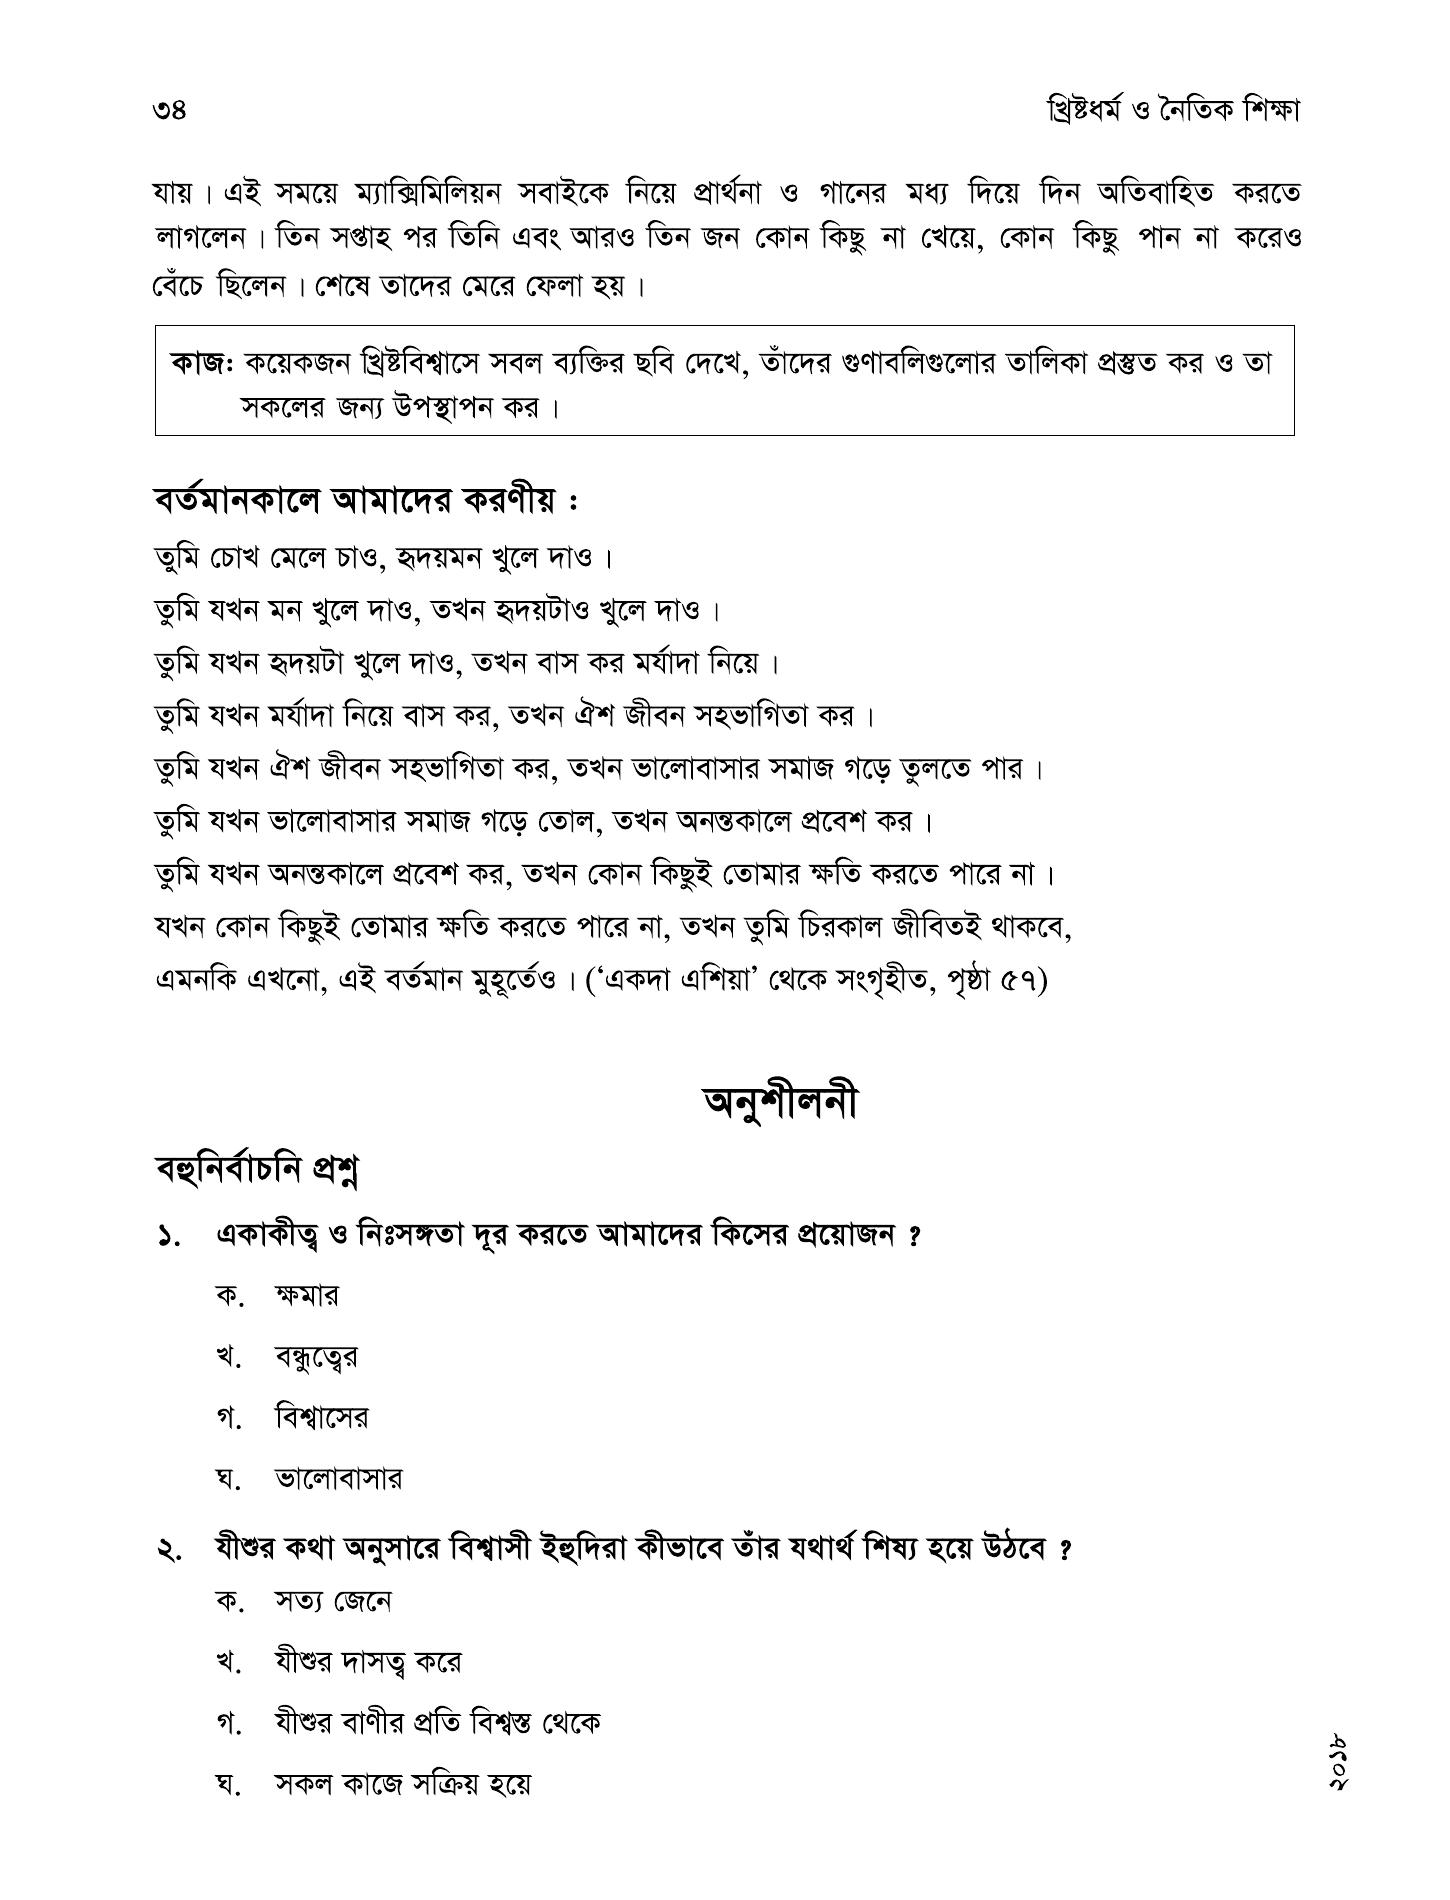 ৩৪ খ্রিষ্টধর্ম ও নৈতিক শিক্ষা
যায় । এই সময়ে ম্যাক্সিমিলিয়ন সবাইকে নিয়ে প্রার্থনা ও গানের মধ্য দিয়ে দিন অতিবাহিত করতে
লাগলেন । তিন সপ্তাহ পর তিনি এবং আরও তিন জন কোন কিছু না খেয়ে, কোন কিছু পান না করেও
বেঁচে ছিলেন । শেষে তাদের মেরে ফেলা হয় ।
কাজ: কয়েকজন খ্রিষ্টবিশ্বাসে সবল ব্যক্তির ছবি দেখে, তাঁদের গুণাবলিগুলোর তালিকা প্রস্তুত কর ও তা
সকলের জন্য উপস্থাপন কর ।
বর্তমানকালে আমাদের করণীয় :
তুমি চোখ মেলে চাও, হৃদয়মন খুলে দাও ।
তুমি যখন মন খুলে দাও, তখন হৃদয়টাও খুলে দাও ।
তুমি যখন হৃদয়টা খুলে দাও, তখন বাস কর মর্যাদা নিয়ে ।
তুমি যখন মর্যাদা নিয়ে বাস কর, তখন ঐশ জীবন সহভাগিতা কর ।
তুমি যখন ঐশ জীবন সহভাগিতা কর, তখন ভালোবাসার সমাজ গড়ে তুলতে পার ।
তুমি যখন ভালোবাসার সমাজ গড়ে তোল, তখন অনন্তকালে প্রবেশ কর ।
তুমি যখন অনন্তকালে প্রবেশ কর, তখন কোন কিছুই তোমার ক্ষতি করতে পারে না ।
যখন কোন কিছুই তোমার ক্ষতি করতে পারে না, তখন তুমি চিরকাল জীবিতই থাকবে,
এমনকি এখনো, এই বর্তমান মুহূর্তেও । (‘একদা এশিয়া’ থেকে সংগৃহীত, পৃষ্ঠা ৫৭)
অনুশীলনী
বহুনির্বাচনি প্রশ্ন
১. একাকীত্ব ও নিঃসঙ্গতা দূর করতে আমাদের কিসের প্রয়োজন ?
ক. ক্ষমার
খ. বন্ধুত্বের
গ. বিশ্বাসের
ঘ. ভালোবাসার
২. যীশুর কথা অনুসারে বিশ্বাসী ইহুদিরা কীভাবে তাঁর যথার্থ শিষ্য হয়ে উঠবে ?
ক. সত্য জেনে
খ. যীশুর দাসত্ব করে
গ. যীশুর বাণীর প্রতি বিশ্বস্ত থেকে
ঘ. সকল কাজে সক্রিয় হয়ে
২০১৮